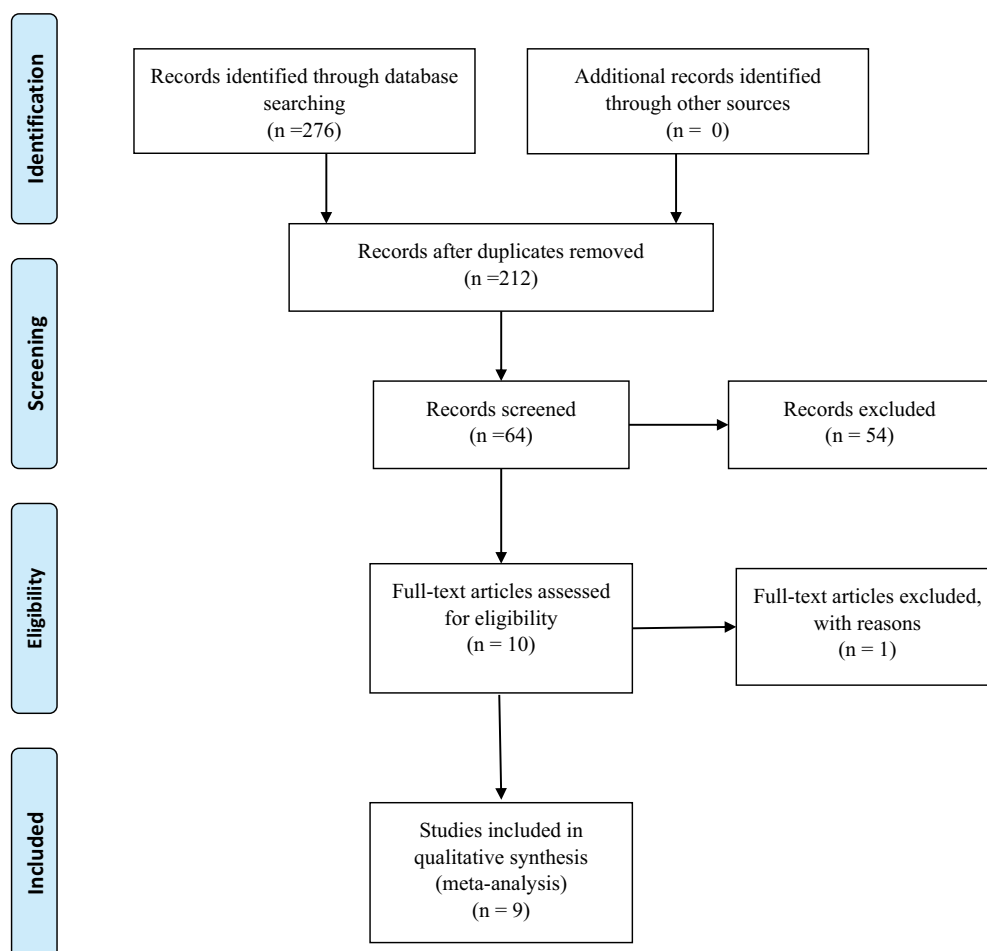 Identification
Records identified through database
searching
(n =276)
Additional records identified
through other sources
(n = 0)
Records after duplicates removed
(n =212)
Screening
Records screened
(n =64)
Records excluded
(n = 54)
Eligibility
Full-text articles assessed
for eligibility
(n = 10)
Full-text articles excluded,
with reasons
(n = 1)
Included
Studies included in
qualitative synthesis
(meta-analysis)
(n = 9)